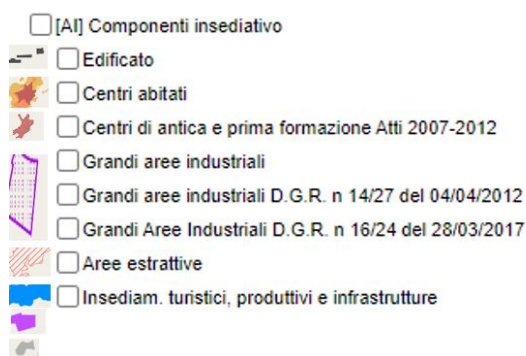 [AI] Componenti insediativo
Edificato
Centri abitati
Centri di antica e prima formazione Atti 2007-2012
Grandi aree industriali
Grandi aree industriali D.G.R. n 14/27 del 04/04/2012
Grandi Aree Industriali D.G.R. n 16/24 del 28/03/2017
Aree estrattive
Insediam. turistici, produttivi e infrastrutture